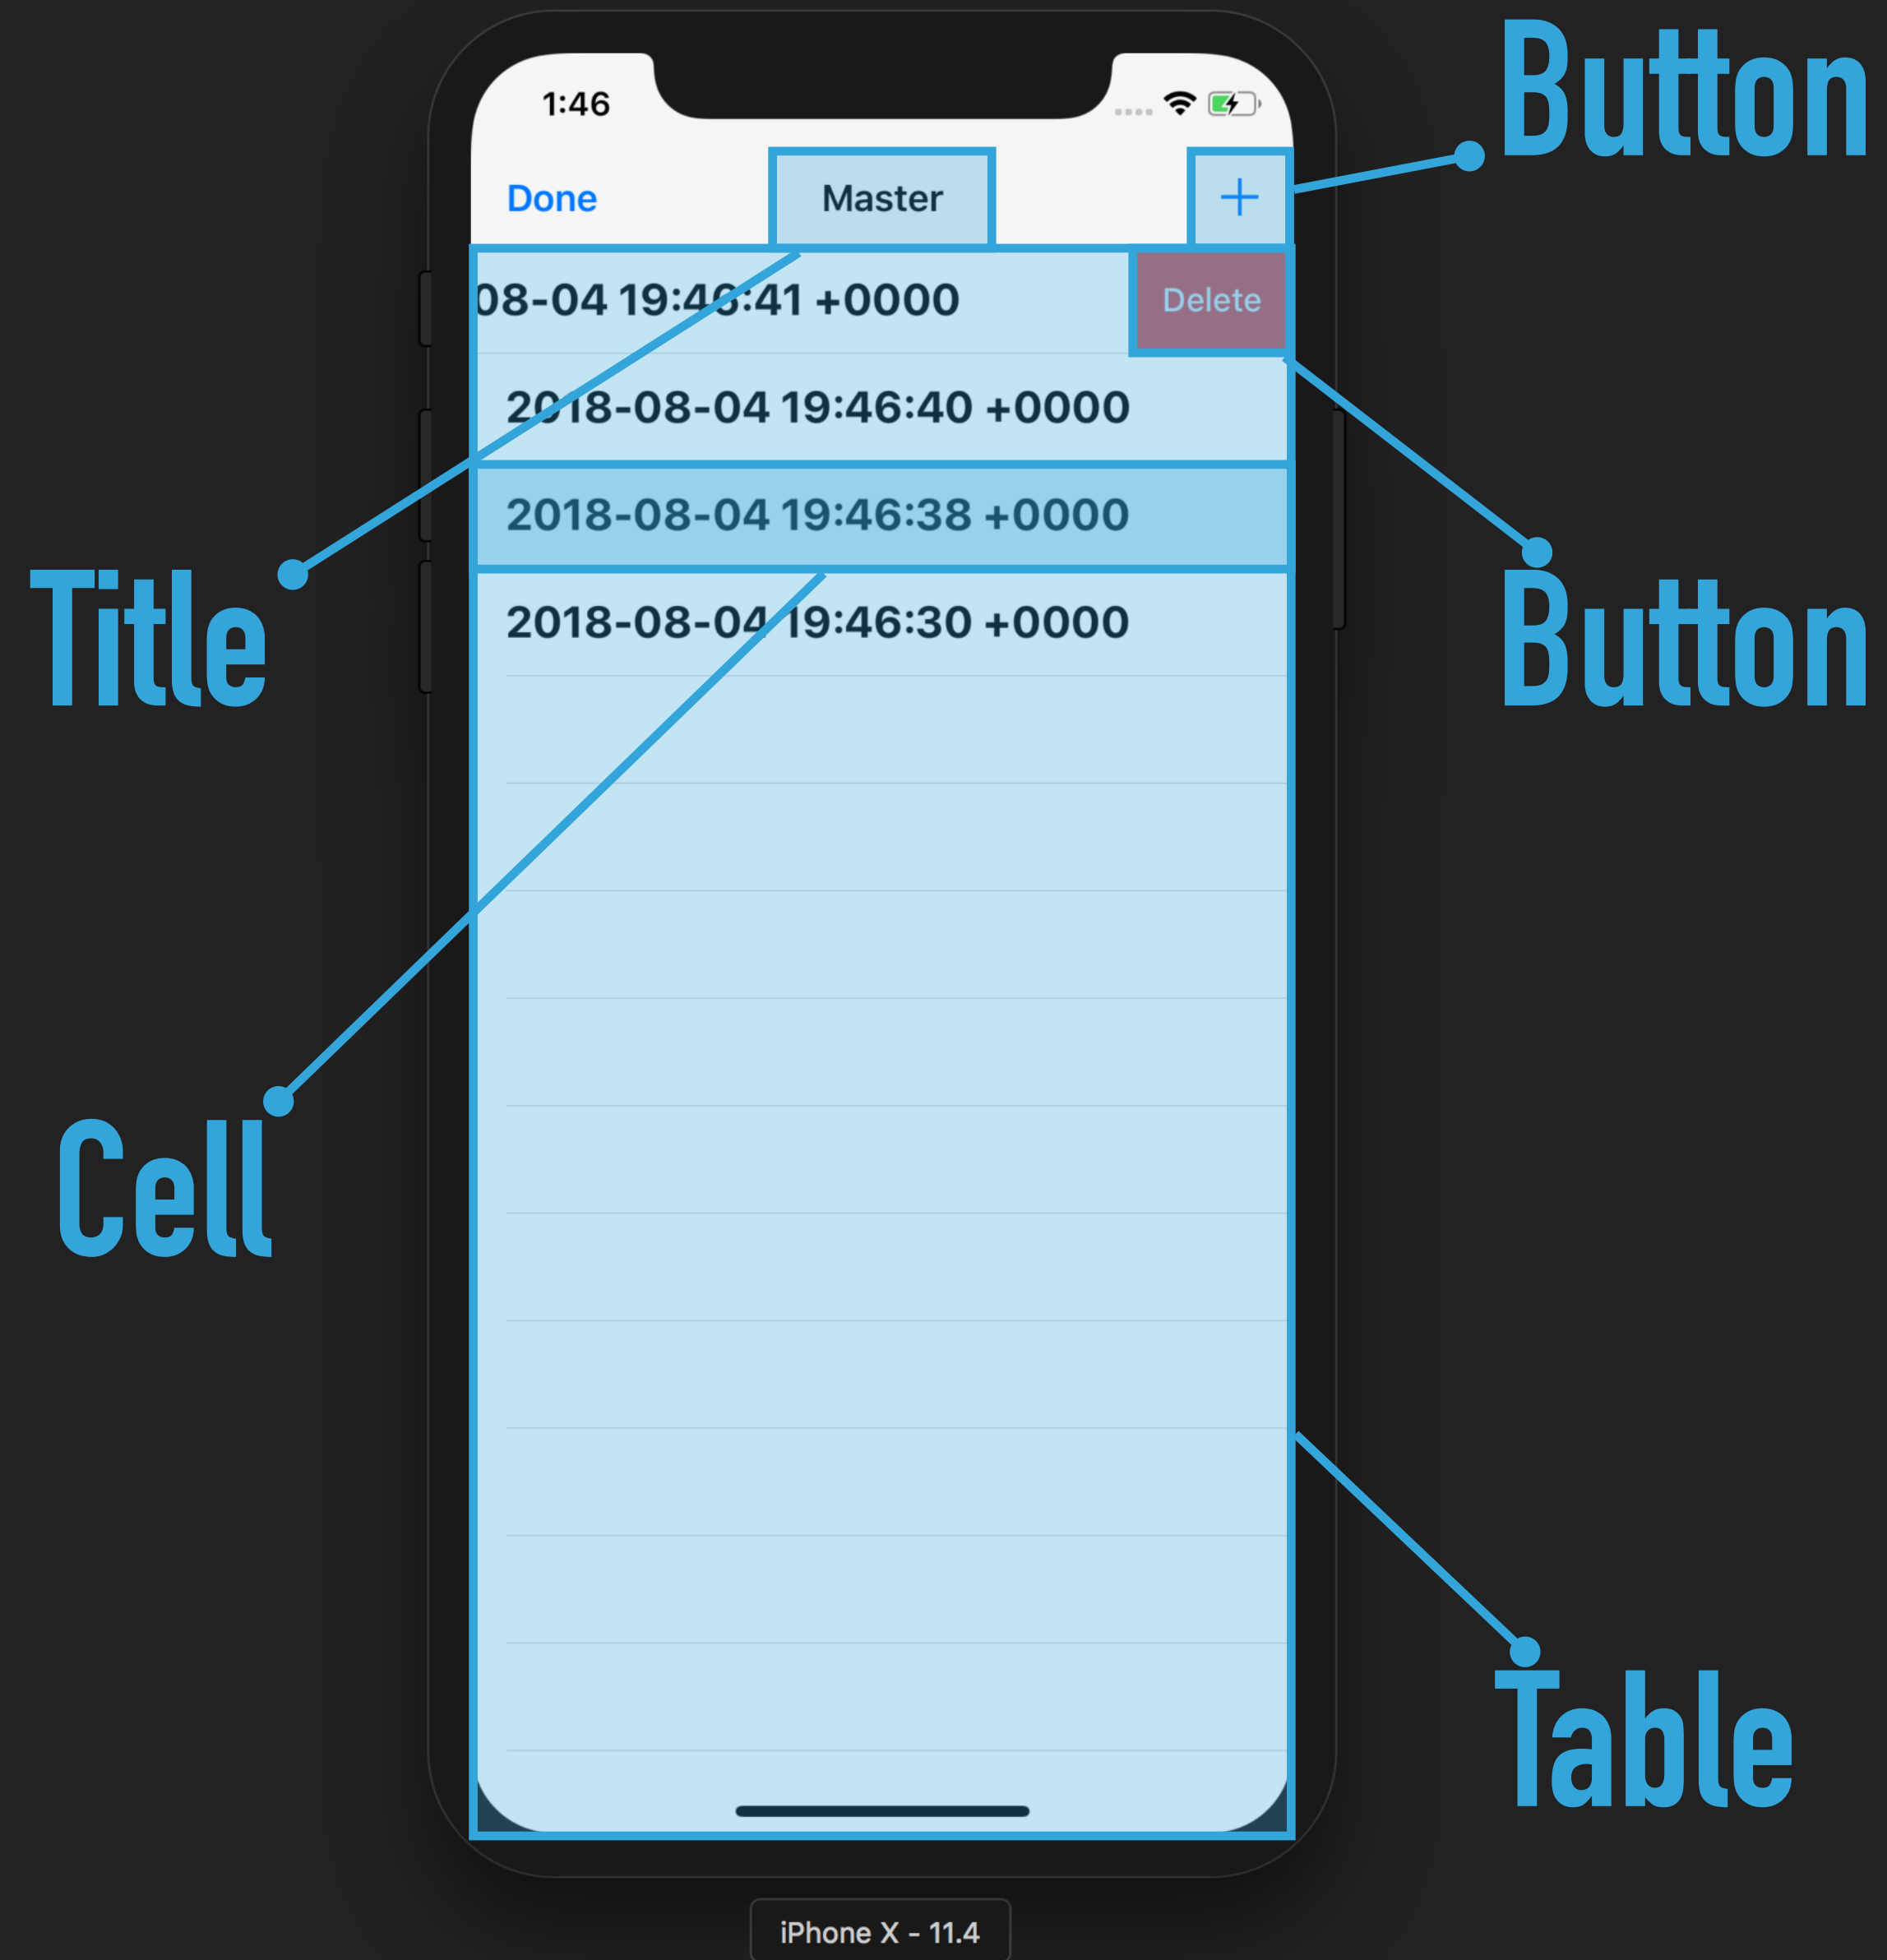 Button
1:46
Done Master +
08-04 19:46:41 +0000 Delete
2018-08-04 19:46:40 +0000
2018-08-04 19:46:38 +0000
Title
Button
2018-08-04 19:46:30 +0000
Cell
Table
iPhone X - 11.4